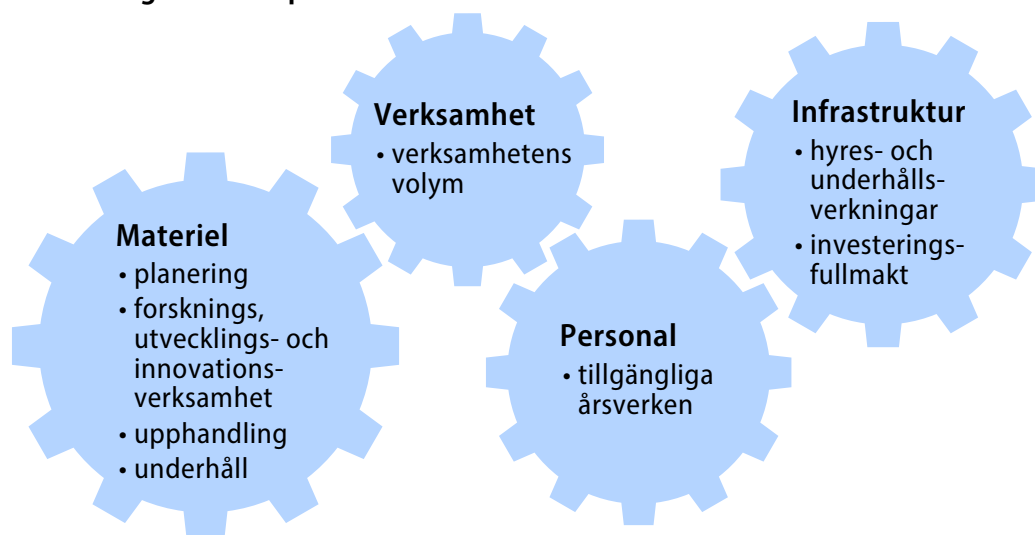 Verksamhet
• verksamhetens
volym
Infrastruktur
• hyres- och
underhålls-
verkningar
• investerings-
fullmakt
Materiel
• planering
• forsknings,
utvecklings- och
innovations-
verksamhet
• upphandling
• underhåll
Personal
• tillgängliga
årsverken